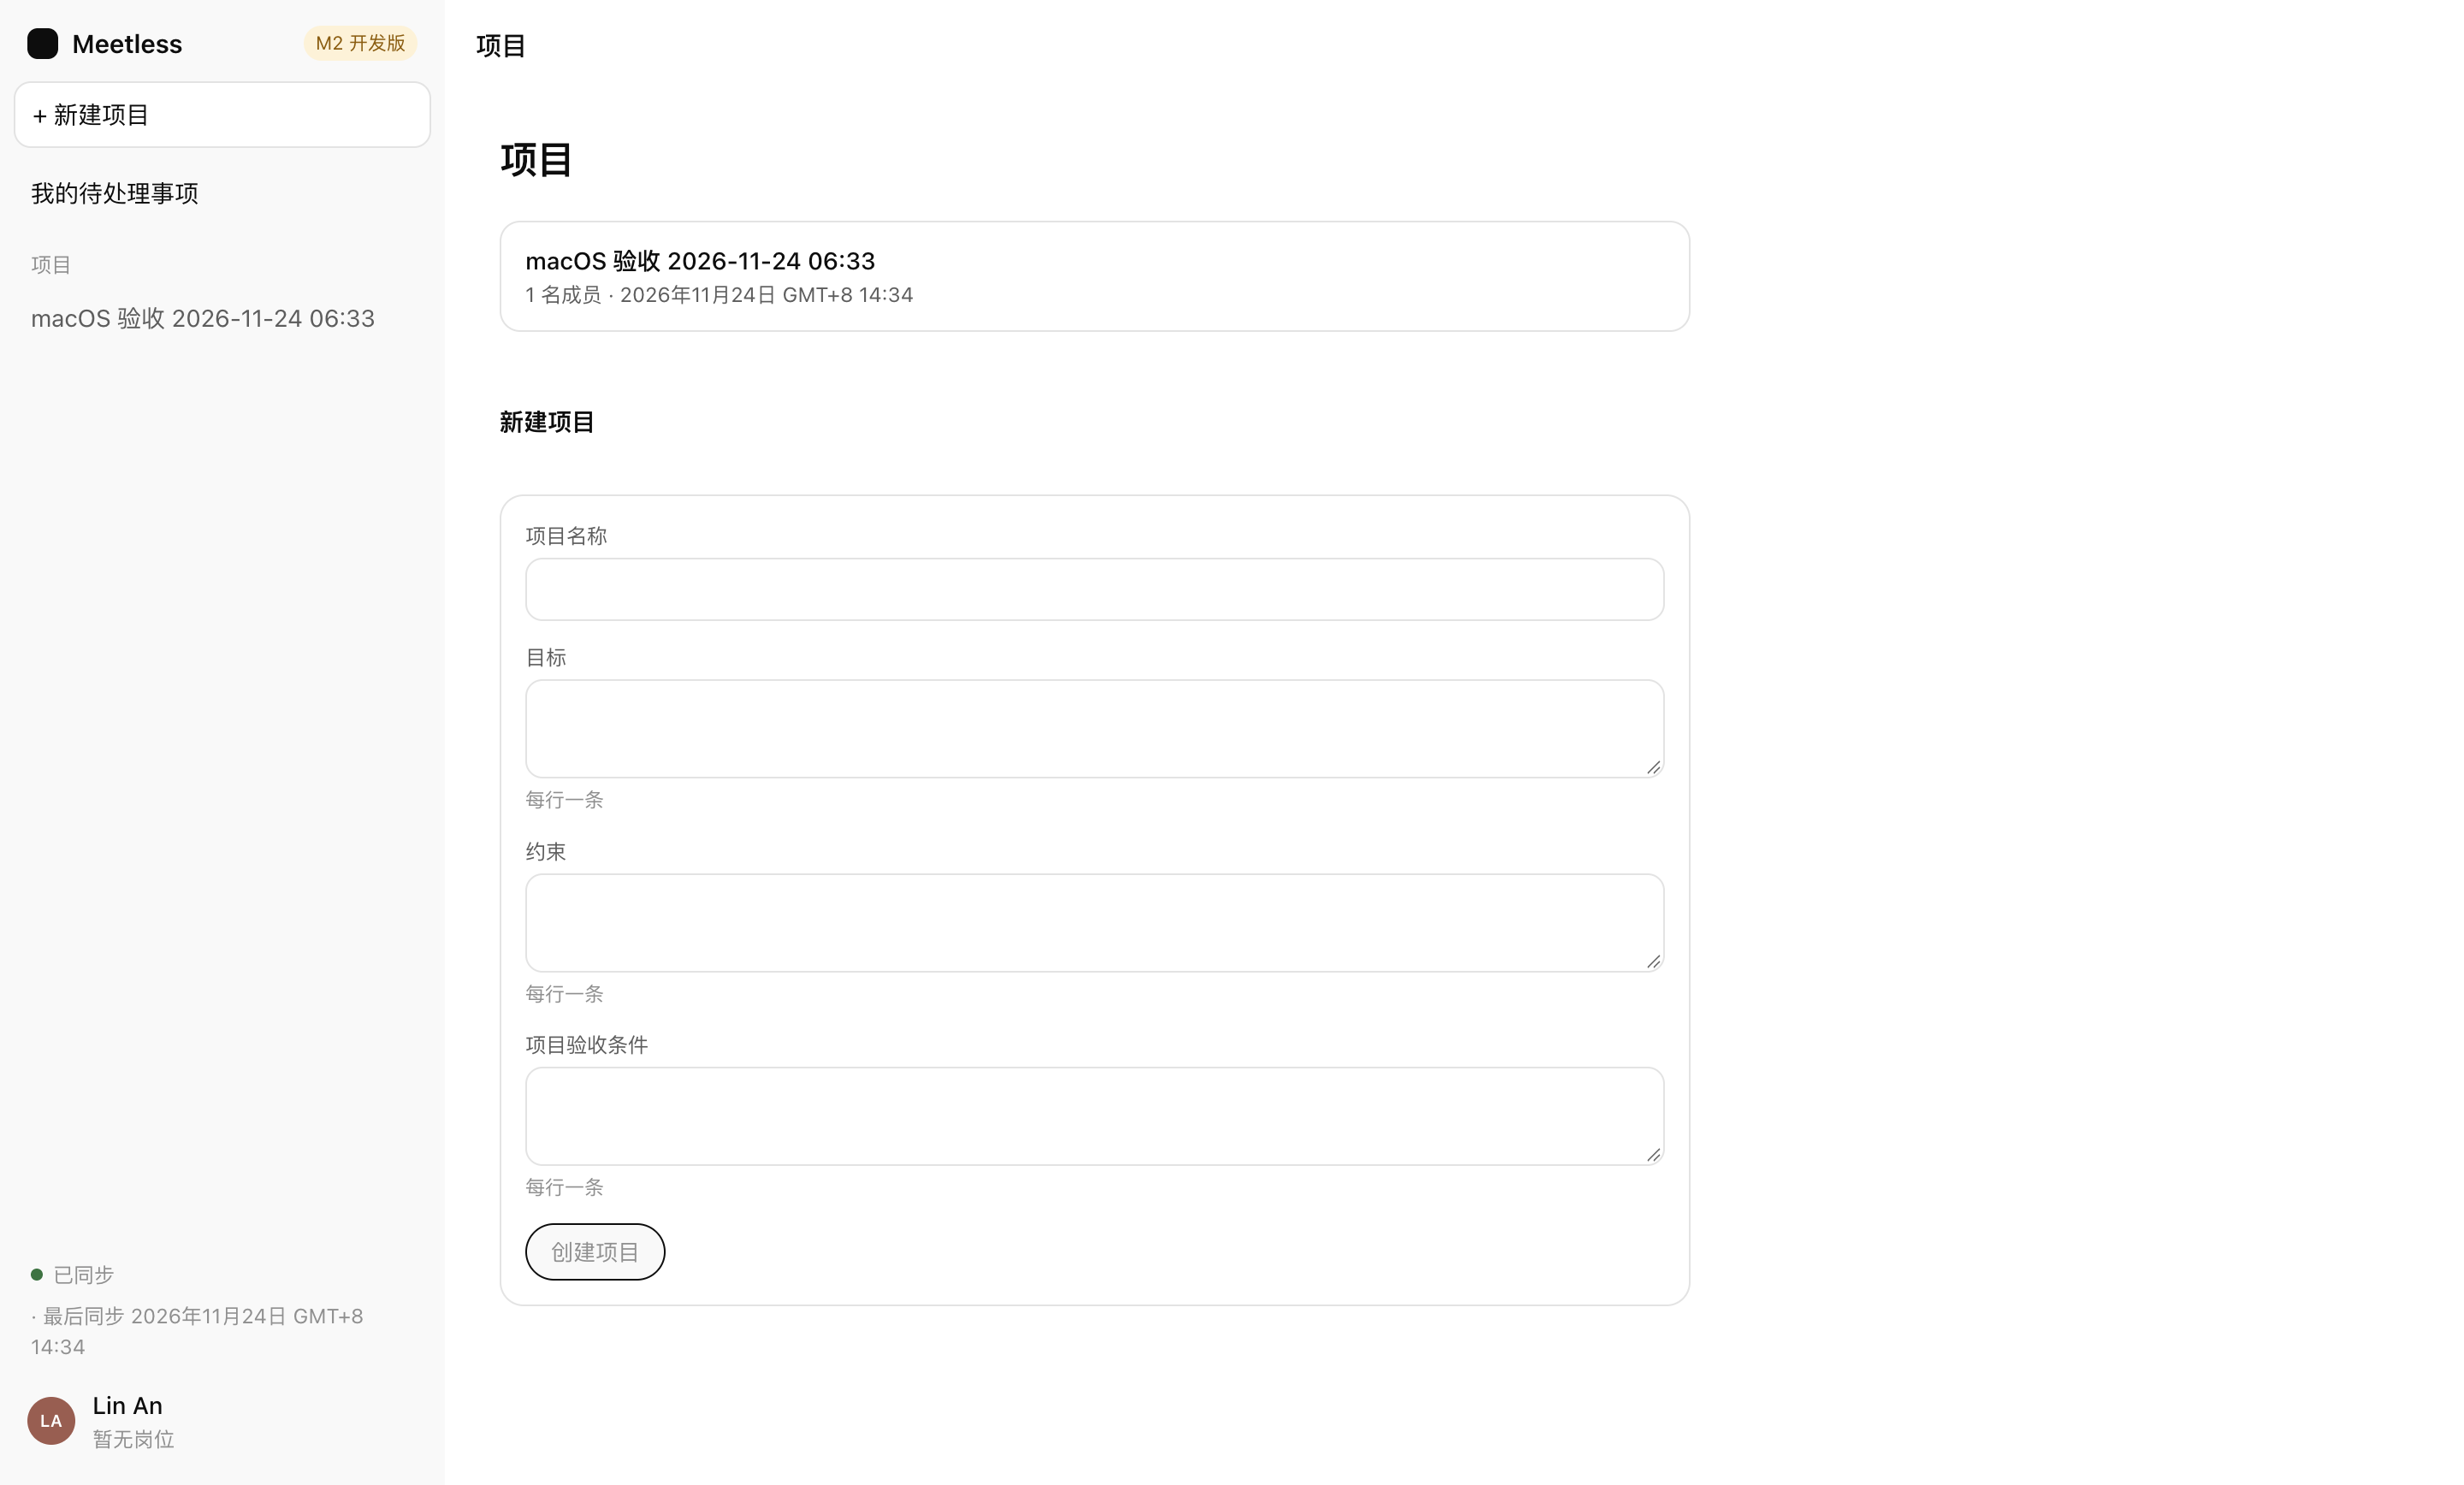 Meetless
M2 开发版
+ 新建项目
我的待处理事项
项目
macOS 验收 2026-11-24 06:33
已同步
· 最后同步 2026年11月24日 GMT+8
14:34
LA
Lin An
暂无岗位
项目
项目
macOS 验收 2026-11-24 06:33
1 名成员 · 2026年11月24日 GMT+8 14:34
新建项目
项目名称
目标
每行一条
约束
每行一条
项目验收条件
每行一条
创建项目